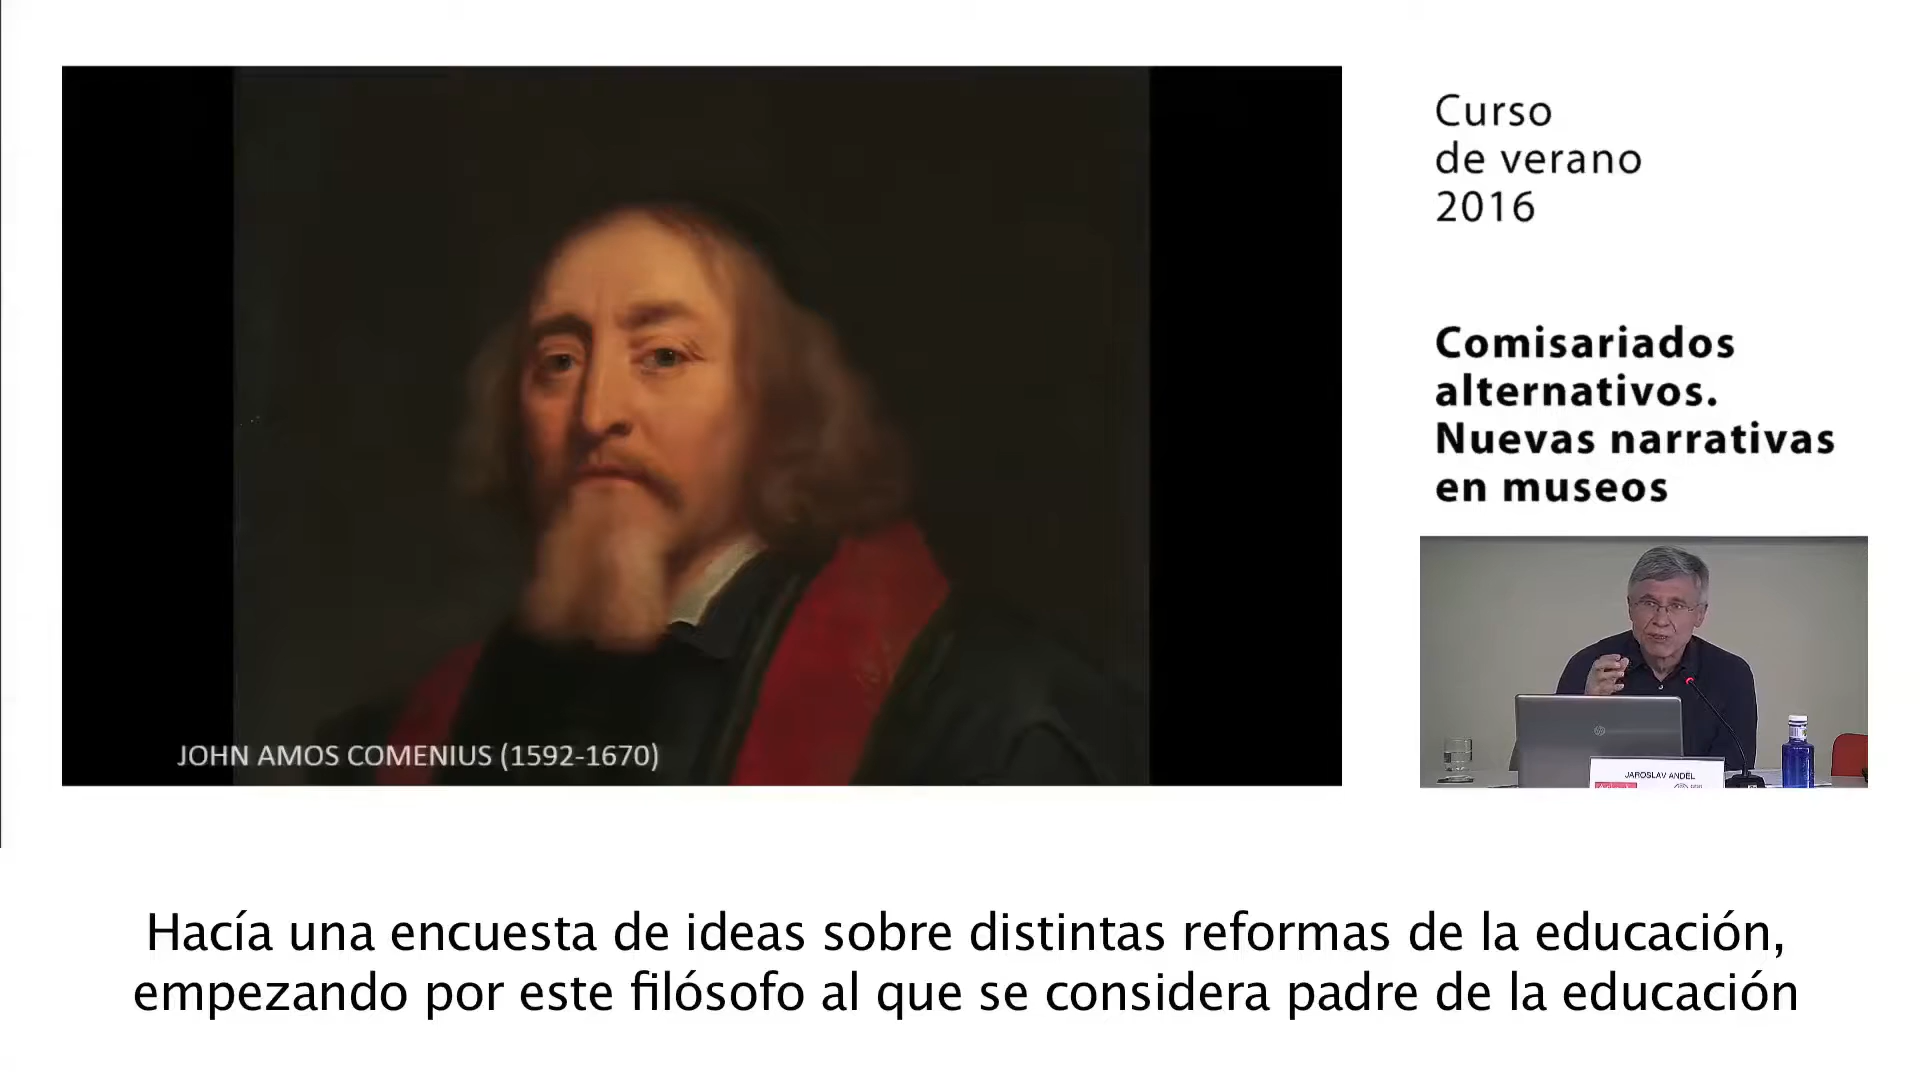 Curso
de verano
2016
Comisariados
alternativos.
Nuevas narrativas
en museos
JOHN AMOS COMENIUS (1592-1670)
JAROSLAV ANDEL
hp
Hacía una encuesta de ideas sobre distintas reformas de la educación,
empezando por este filósofo al que se considera padre de la educación